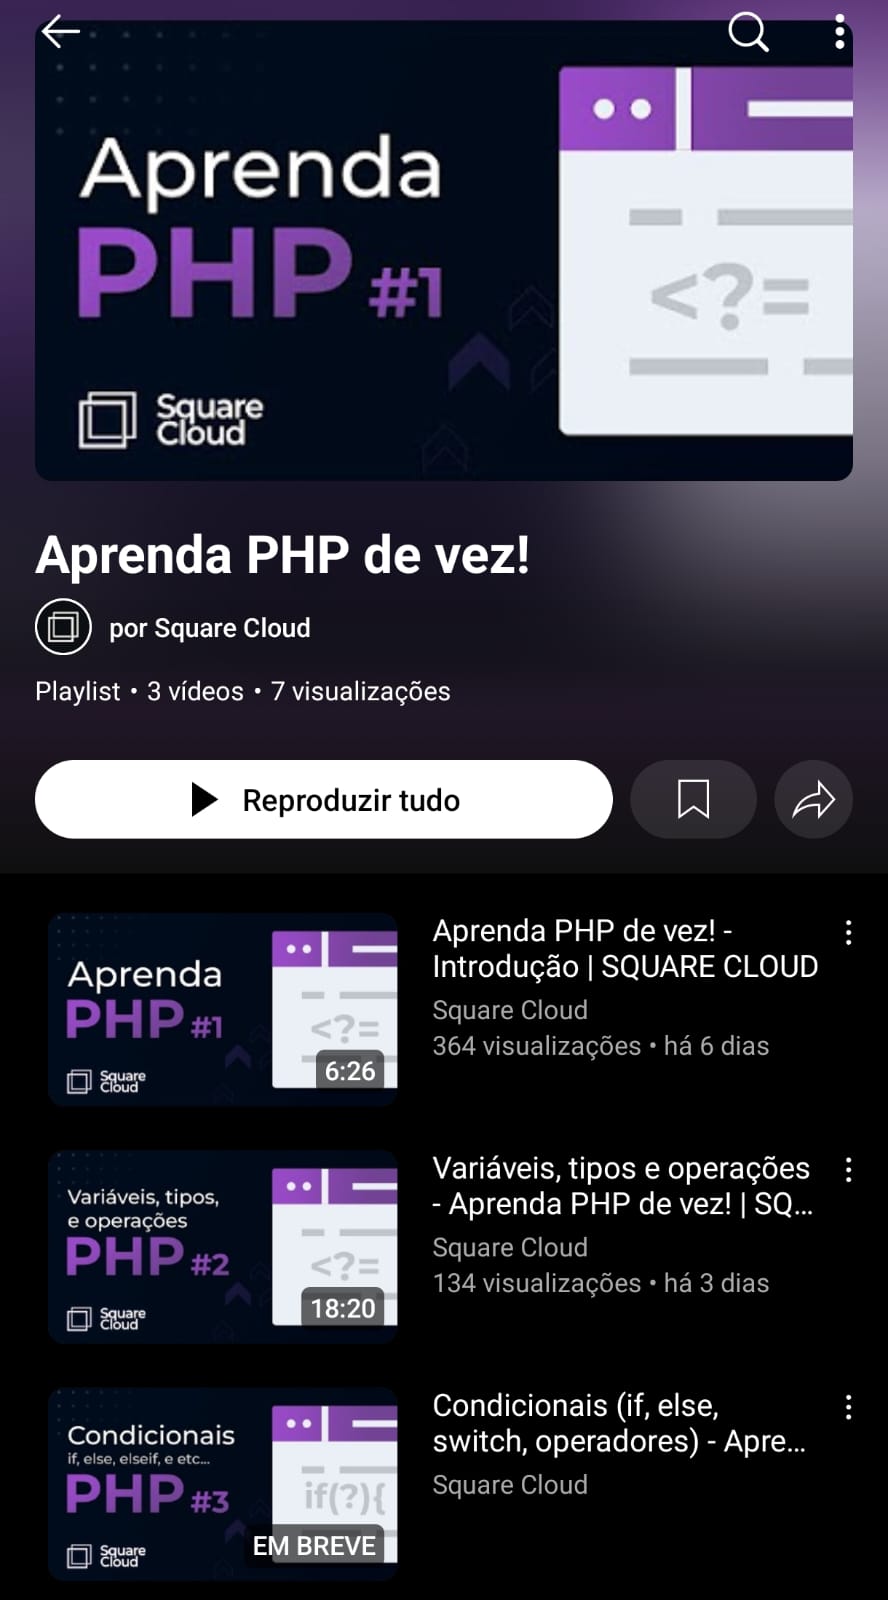 Aprenda
PHP #1
<?=
Square
Cloud
Aprenda PHP de vez!
por Square Cloud
Playlist • 3 vídeos • 7 visualizações
Reproduzir tudo
Aprenda
PHP #1
<?=
Square
Cloud
6:26
Aprenda PHP de vez! -
Introdução | SQUARE CLOUD
Square Cloud
364 visualizações • há 6 dias
Variáveis, tipos,
e operações
PHP #2
<?=
Square
Cloud
18:20
Variáveis, tipos e operações
- Aprenda PHP de vez! | SQ...
Square Cloud
134 visualizações • há 3 dias
Condicionais
if, else, elseif, e etc...
PHP #3
if(?){
Square
Cloud
EM BREVE
Condicionais (if, else,
switch, operadores) - Apre...
Square Cloud